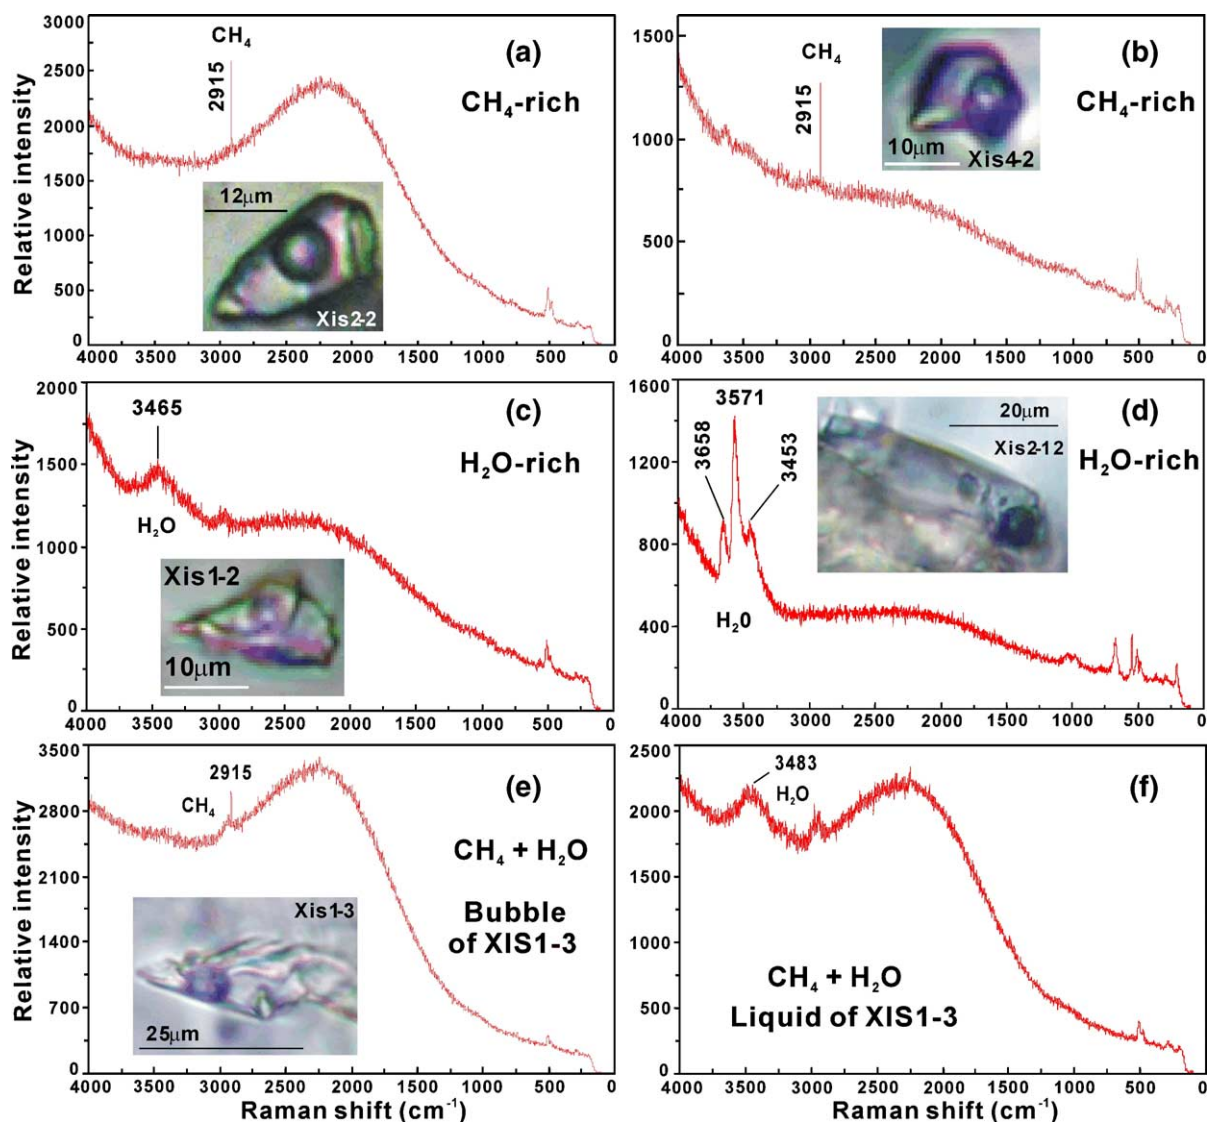 3000
2500
2000
1500
1000
500
0
Relative intensity
CH₄
2915
(a)
CH₄-rich
12μm
Xis2-2
4000 3500 3000 2500 2000 1500 1000 500 0
1500
1000
500
0
CH₄
2915
(b)
CH₄-rich
10μm
Xis4-2
4000 3500 3000 2500 2000 1500 1000 500 0
2000
1500
1000
500
0
Relative intensity
3465
H₂O
(c)
H₂O-rich
Xis1-2
10μm
4000 3500 3000 2500 2000 1500 1000 500 0
1600
1200
800
400
0
3571
3658
3453
H₂0
(d)
H₂O-rich
20μm
Xis2-12
4000 3500 3000 2500 2000 1500 1000 500 0
3500
3000
2800
2100
1400
700
0
Relative intensity
2915
CH₄
(e)
CH₄ + H₂O
Bubble
of XIS1-3
Xis1-3
25μm
4000 3500 3000 2500 2000 1500 1000 500 0
Raman shift (cm⁻¹)
2500
2000
1500
1000
500
0
3483
H₂O
(f)
CH₄ + H₂O
Liquid of XIS1-3
4000 3500 3000 2500 2000 1500 1000 500 0
Raman shift (cm⁻¹)